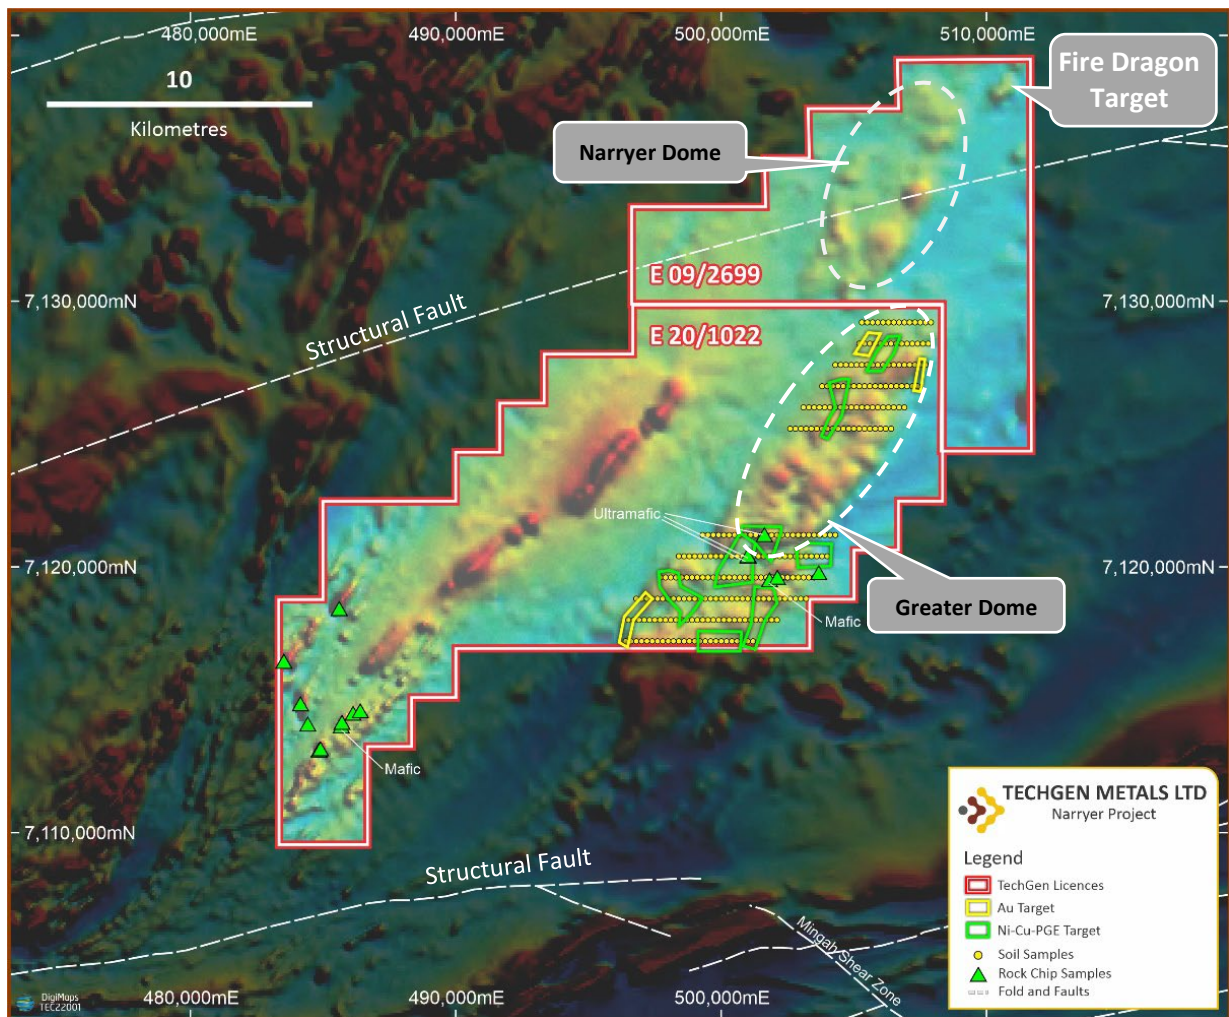 480,000mE
490,000mE
500,000mE
510,000mE
10
Kilometres
Fire Dragon
Target
Narryer Dome
E 09/2699
7,130,000mN
7,130,000mN
Structural Fault
E 20/1022
Ultramafic
7,120,000mN
7,120,000mN
Greater Dome
Mafic
Mafic
7,110,000mN
Structural Fault
Mingah Shear Zone
TECHGEN METALS LTD
Narryer Project
Legend
TechGen Licences
Au Target
Ni-Cu-PGE Target
Soil Samples
Rock Chip Samples
Fold and Faults
DigiMaps
TEC22001
480,000mE
490,000mE
500,000mE